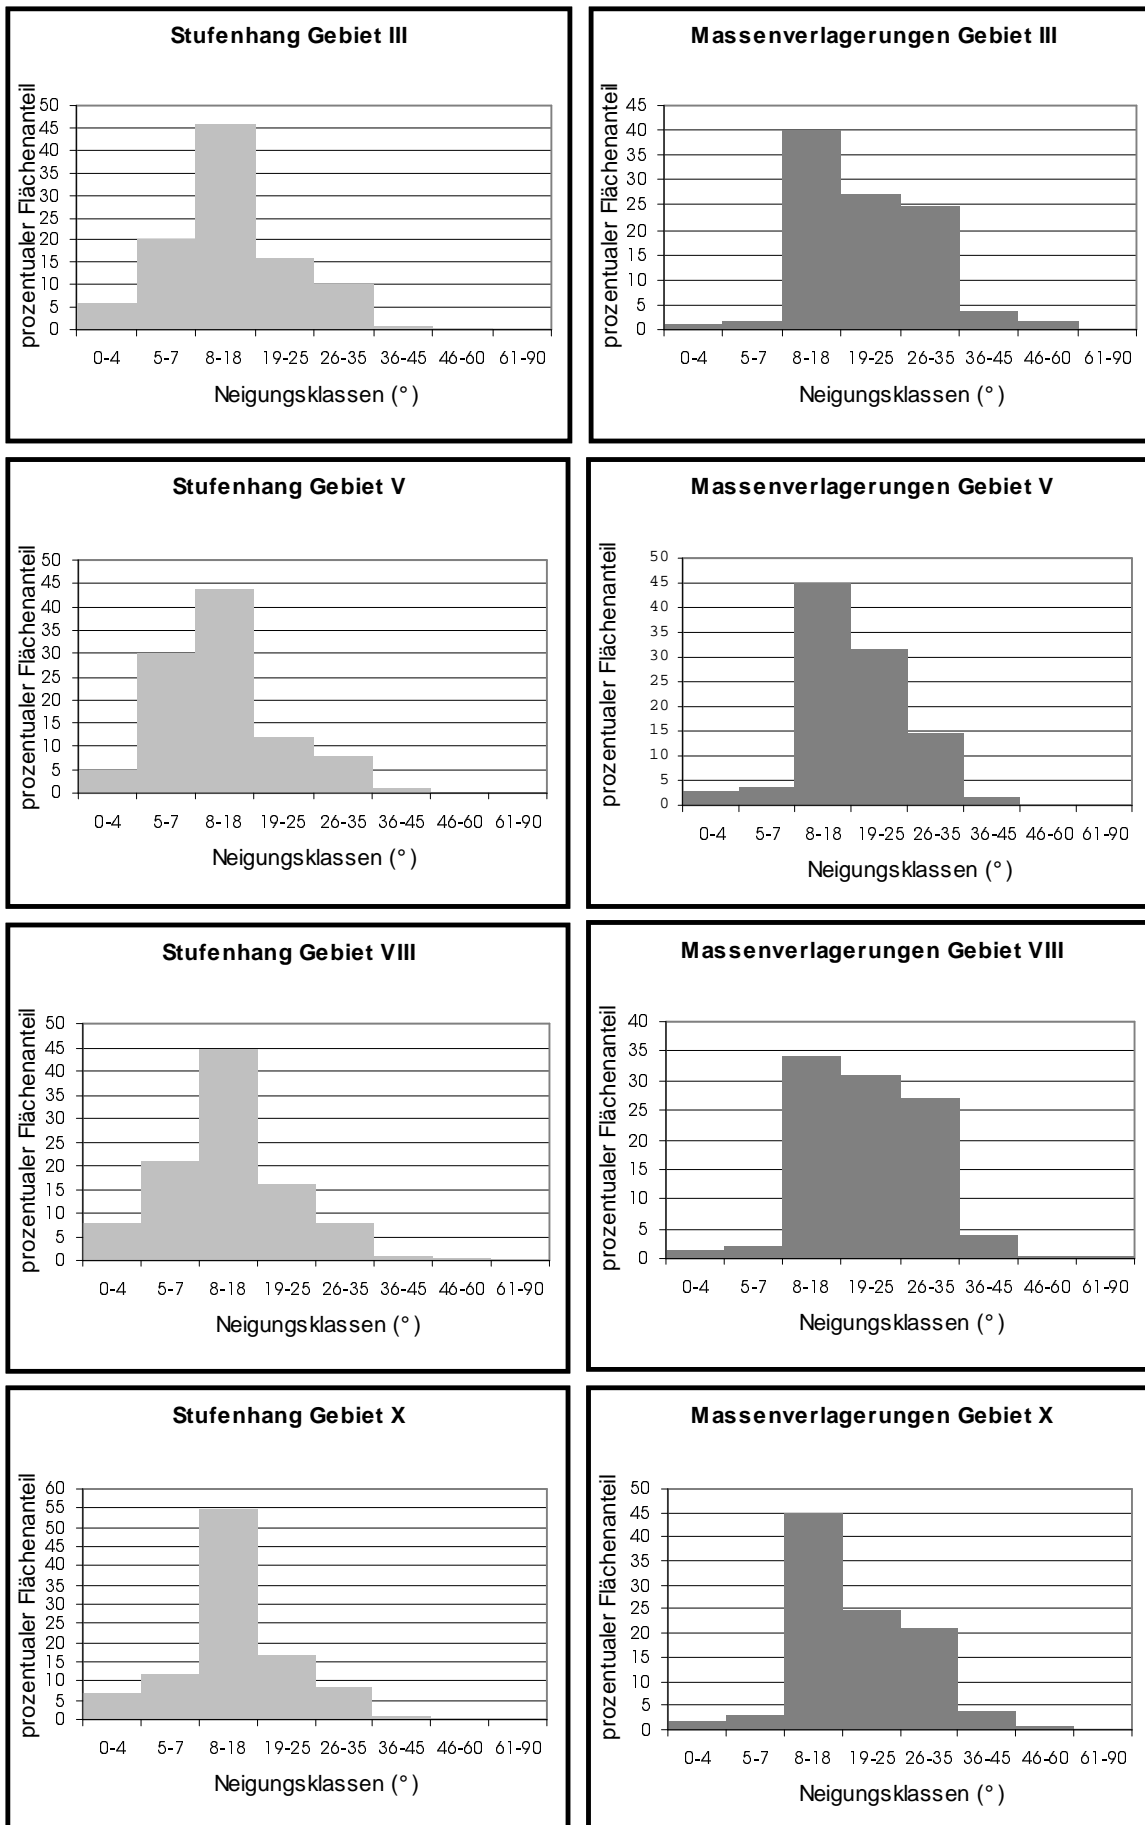 Stufenhang Gebiet III
prozentualer Flächenanteil
50
45
40
35
30
25
20
15
10
5
0
0-4 5-7 8-18 19-25 26-35 36-45 46-60 61-90
Neigungsklassen (°)
Massenverlagerungen Gebiet III
prozentualer Flächenanteil
45
40
35
30
25
20
15
10
5
0
0-4 5-7 8-18 19-25 26-35 36-45 46-60 61-90
Neigungsklassen (°)
Stufenhang Gebiet V
prozentualer Flächenanteil
50
45
40
35
30
25
20
15
10
5
0
0-4 5-7 8-18 19-25 26-35 36-45 46-60 61-90
Neigungsklassen (°)
Massenverlagerungen Gebiet V
prozentualer Flächenanteil
50
45
40
35
30
25
20
15
10
5
0
0-4 5-7 8-18 19-25 26-35 36-45 46-60 61-90
Neigungsklassen (°)
Stufenhang Gebiet VIII
prozentualer Flächenanteil
50
45
40
35
30
25
20
15
10
5
0
0-4 5-7 8-18 19-25 26-35 36-45 46-60 61-90
Neigungsklassen (°)
Massenverlagerungen Gebiet VIII
prozentualer Flächenanteil
40
35
30
25
20
15
10
5
0
0-4 5-7 8-18 19-25 26-35 36-45 46-60 61-90
Neigungsklassen (°)
Stufenhang Gebiet X
prozentualer Flächenanteil
60
55
50
45
40
35
30
25
20
15
10
5
0
0-4 5-7 8-18 19-25 26-35 36-45 46-60 61-90
Neigungsklassen (°)
Massenverlagerungen Gebiet X
prozentualer Flächenanteil
50
45
40
35
30
25
20
15
10
5
0
0-4 5-7 8-18 19-25 26-35 36-45 46-60 61-90
Neigungsklassen (°)